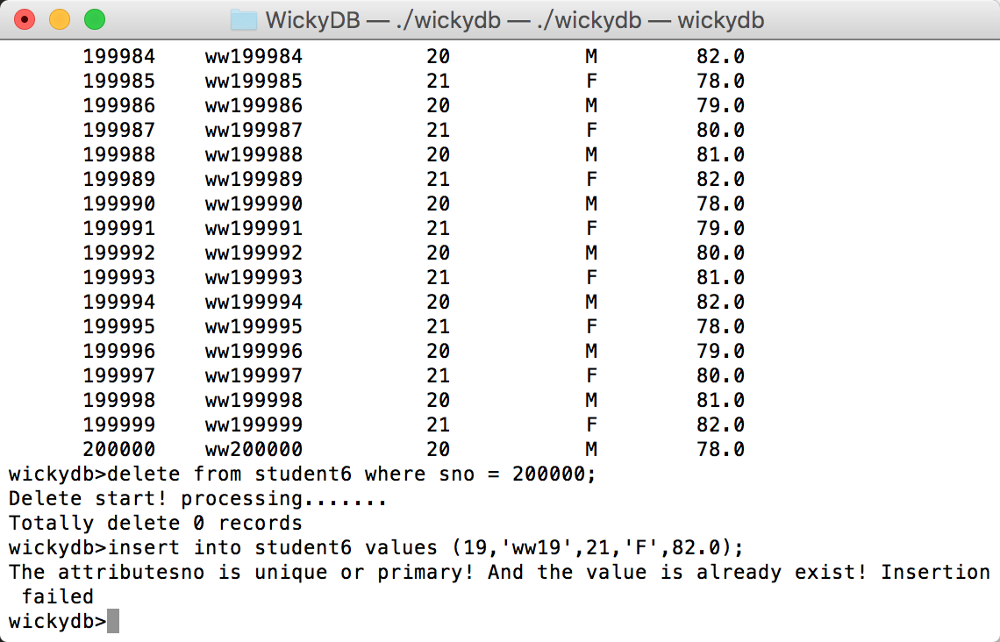 WickyDB — ./wickydb — ./wickydb — wickydb
199984 ww199984 20 M 82.0
199985 ww199985 21 F 78.0
199986 ww199986 20 M 79.0
199987 ww199987 21 F 80.0
199988 ww199988 20 M 81.0
199989 ww199989 21 F 82.0
199990 ww199990 20 M 78.0
199991 ww199991 21 F 79.0
199992 ww199992 20 M 80.0
199993 ww199993 21 F 81.0
199994 ww199994 20 M 82.0
199995 ww199995 21 F 78.0
199996 ww199996 20 M 79.0
199997 ww199997 21 F 80.0
199998 ww199998 20 M 81.0
199999 ww199999 21 F 82.0
200000 ww200000 20 M 78.0
wickydb>delete from student6 where sno = 200000;
Delete start! processing.......
Totally delete 0 records
wickydb>insert into student6 values (19,'ww19',21,'F',82.0);
The attributesno is unique or primary! And the value is already exist! Insertion
failed
wickydb>